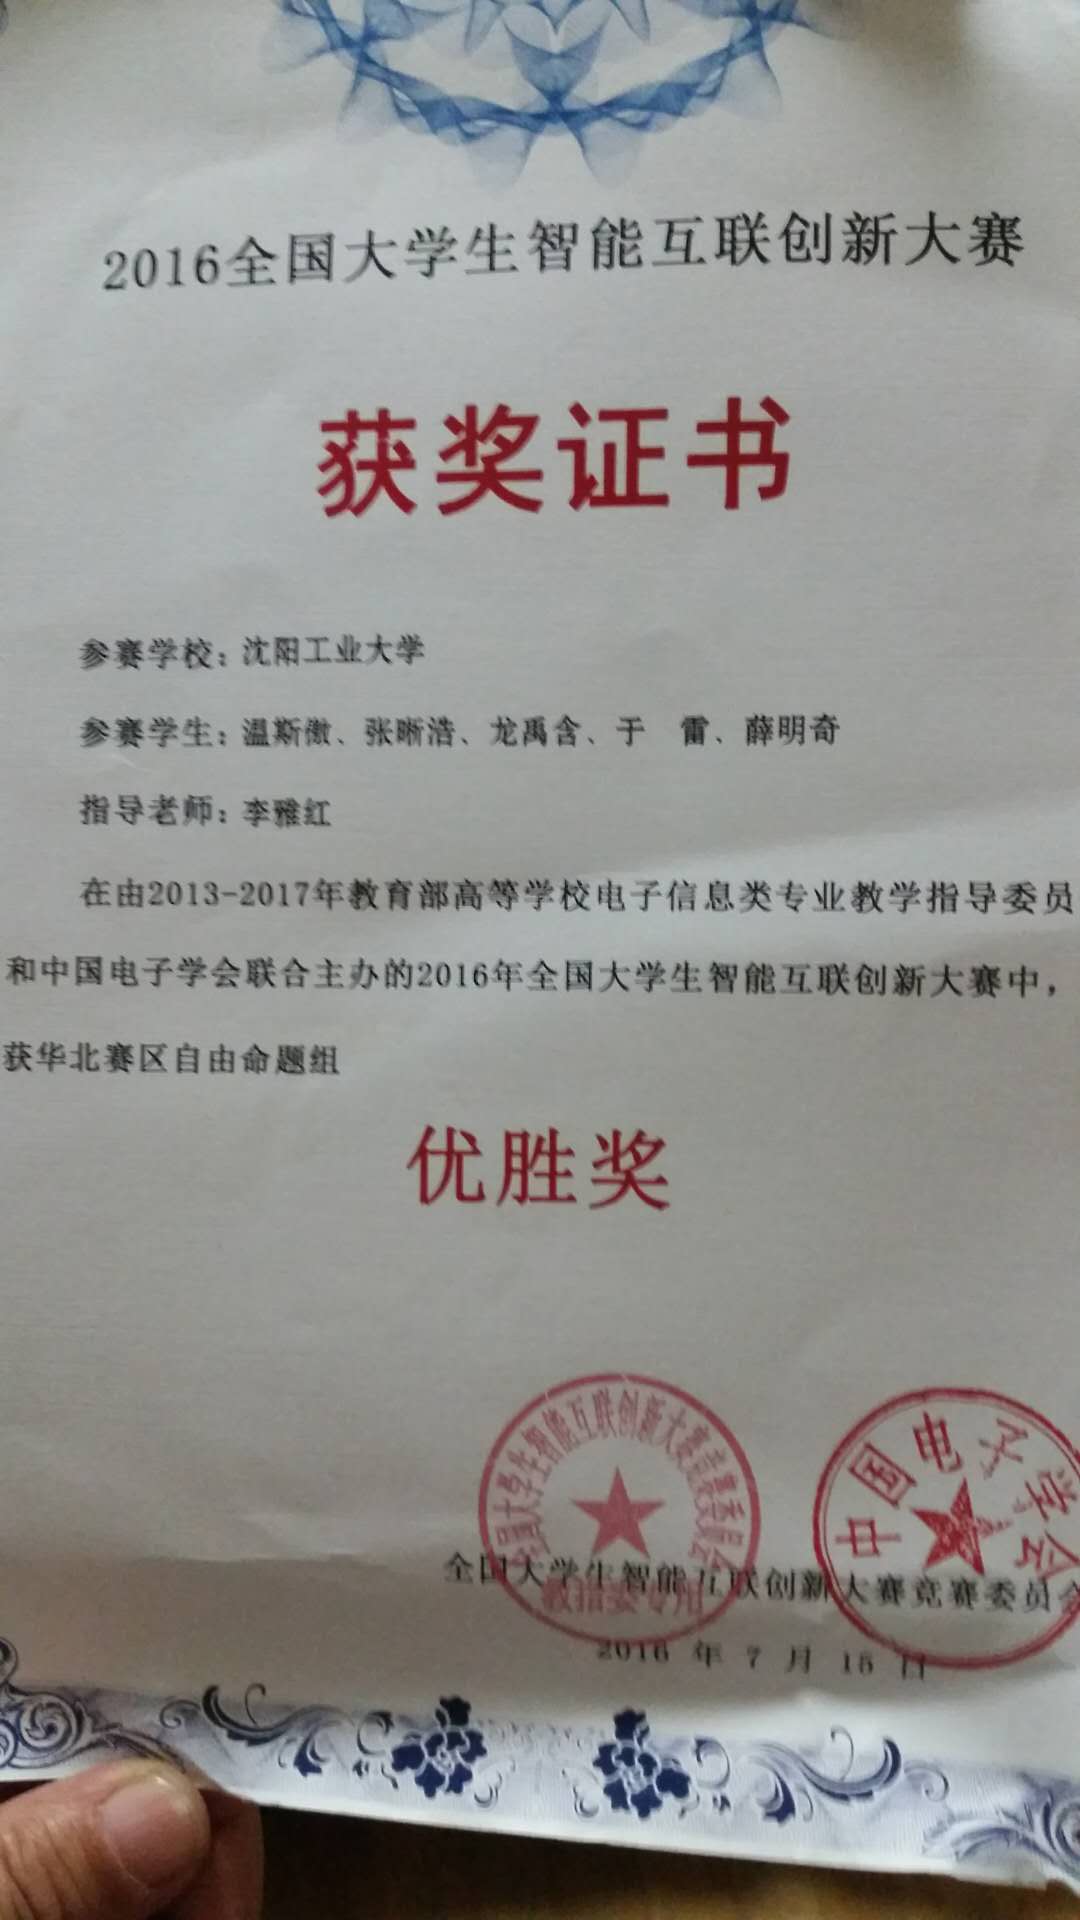 2016全国大学生智能互联创新大赛
获奖证书
参赛学校：沈阳工业大学
参赛学生：温斯傲、张晰浩、龙禹含、于　雷、薛明奇
指导老师：李雅红
在由2013-2017年教育部高等学校电子信息类专业教学指导委员
和中国电子学会联合主办的2016年全国大学生智能互联创新大赛中，
获华北赛区自由命题组
优胜奖
全国大学生智能互联创新大赛竞赛委员会
教指委专用
中国电子学会
全国大学生智能互联创新大赛竞赛委员会
2016 年 7 月 15 日